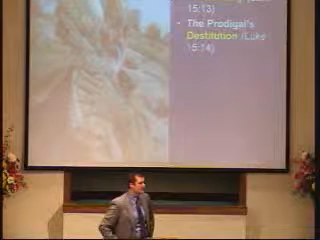 15:13)
- The Prodigal's
Destitution (Luke
15:14)